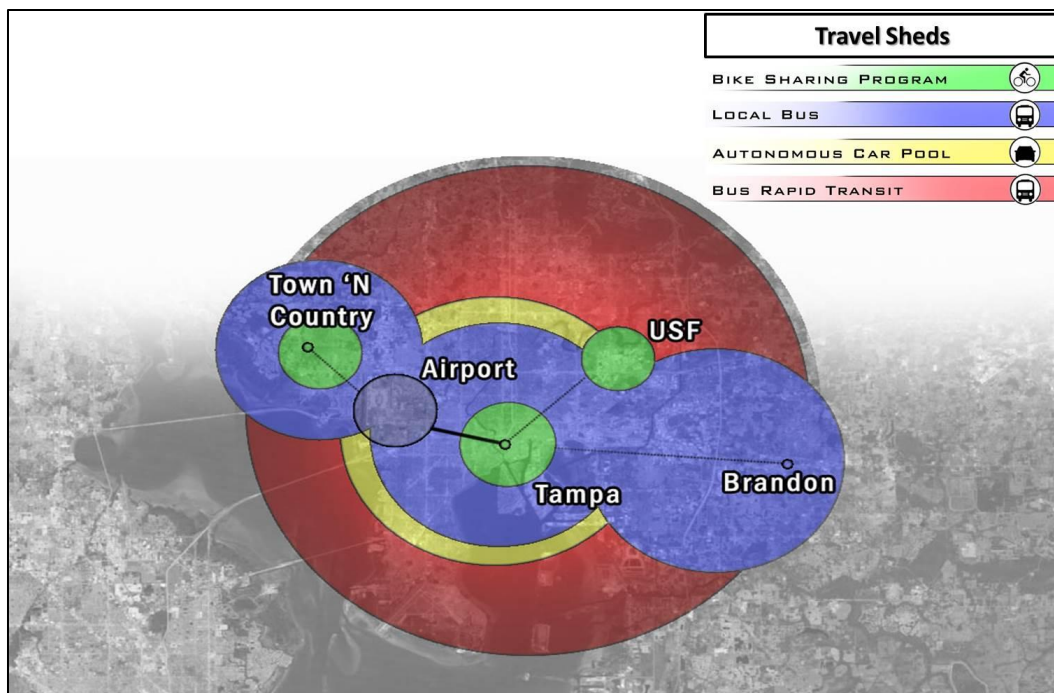 Travel Sheds
BIKE SHARING PROGRAM
LOCAL BUS
AUTONOMOUS CAR POOL
BUS RAPID TRANSIT
Town ‘N
Country
USF
Airport
Tampa
Brandon